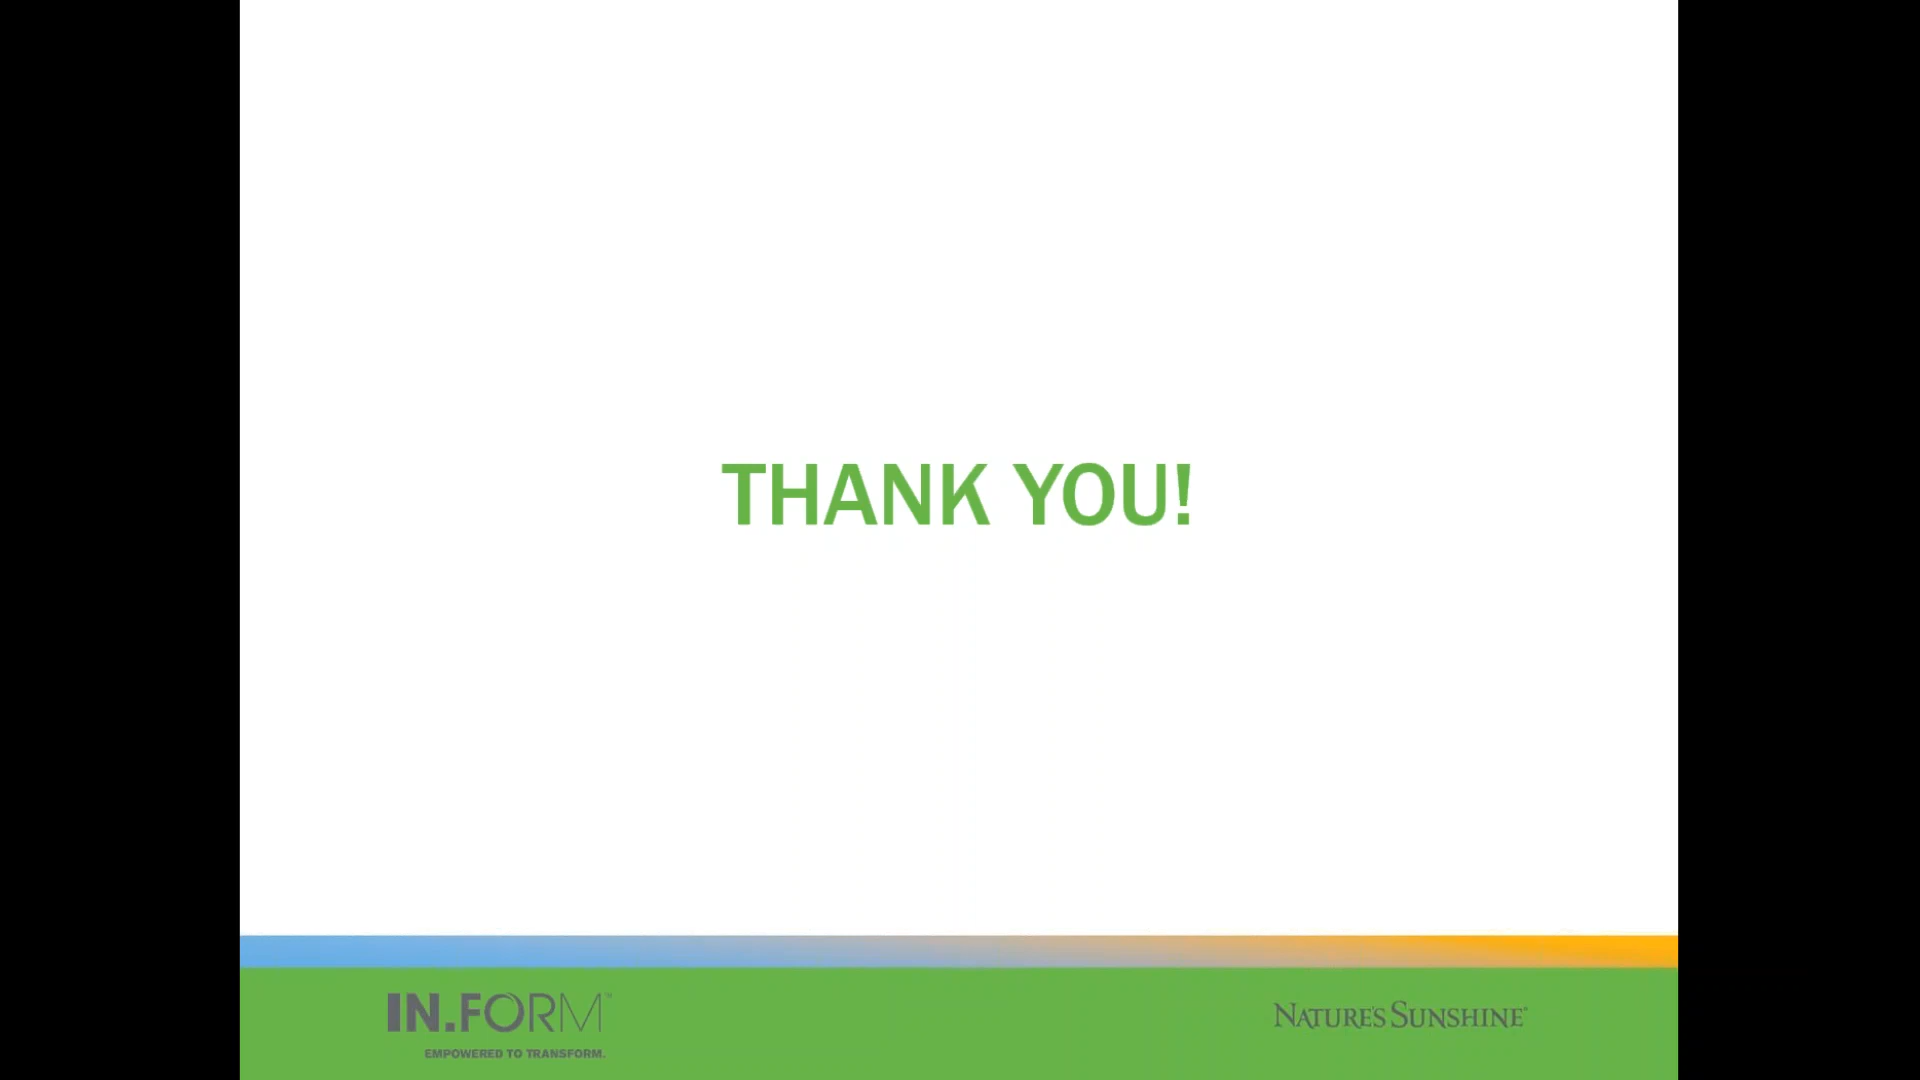 THANK YOU!
IN.FORM™
EMPOWERED TO TRANSFORM.
NATURE'S SUNSHINE®